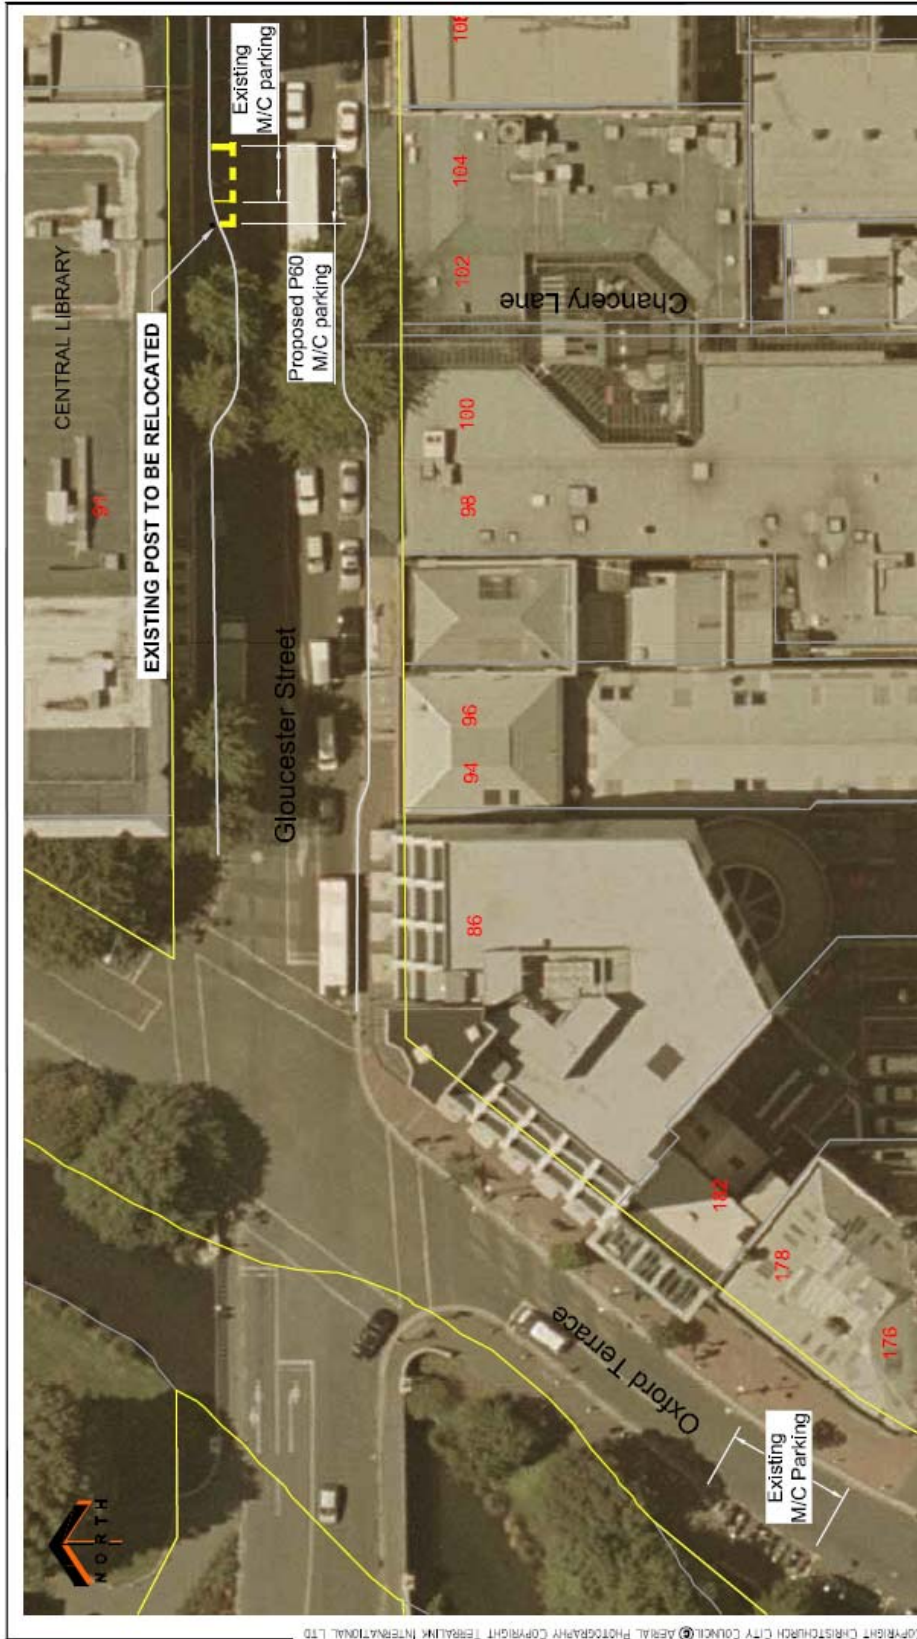 CENTRAL LIBRARY
91
EXISTING POST TO BE RELOCATED
Existing
M/C parking
Proposed P60
M/C parking
Gloucester Street
108
104
102
Chancery Lane
100
98
96
94
86
182
178
176
Oxford Terrace
Existing
M/C Parking
NORTH
COPYRIGHT CHRISTCHURCH CITY COUNCIL © AERIAL PHOTOGRAPHY COPYRIGHT TERRALINK INTERNATIONAL LTD